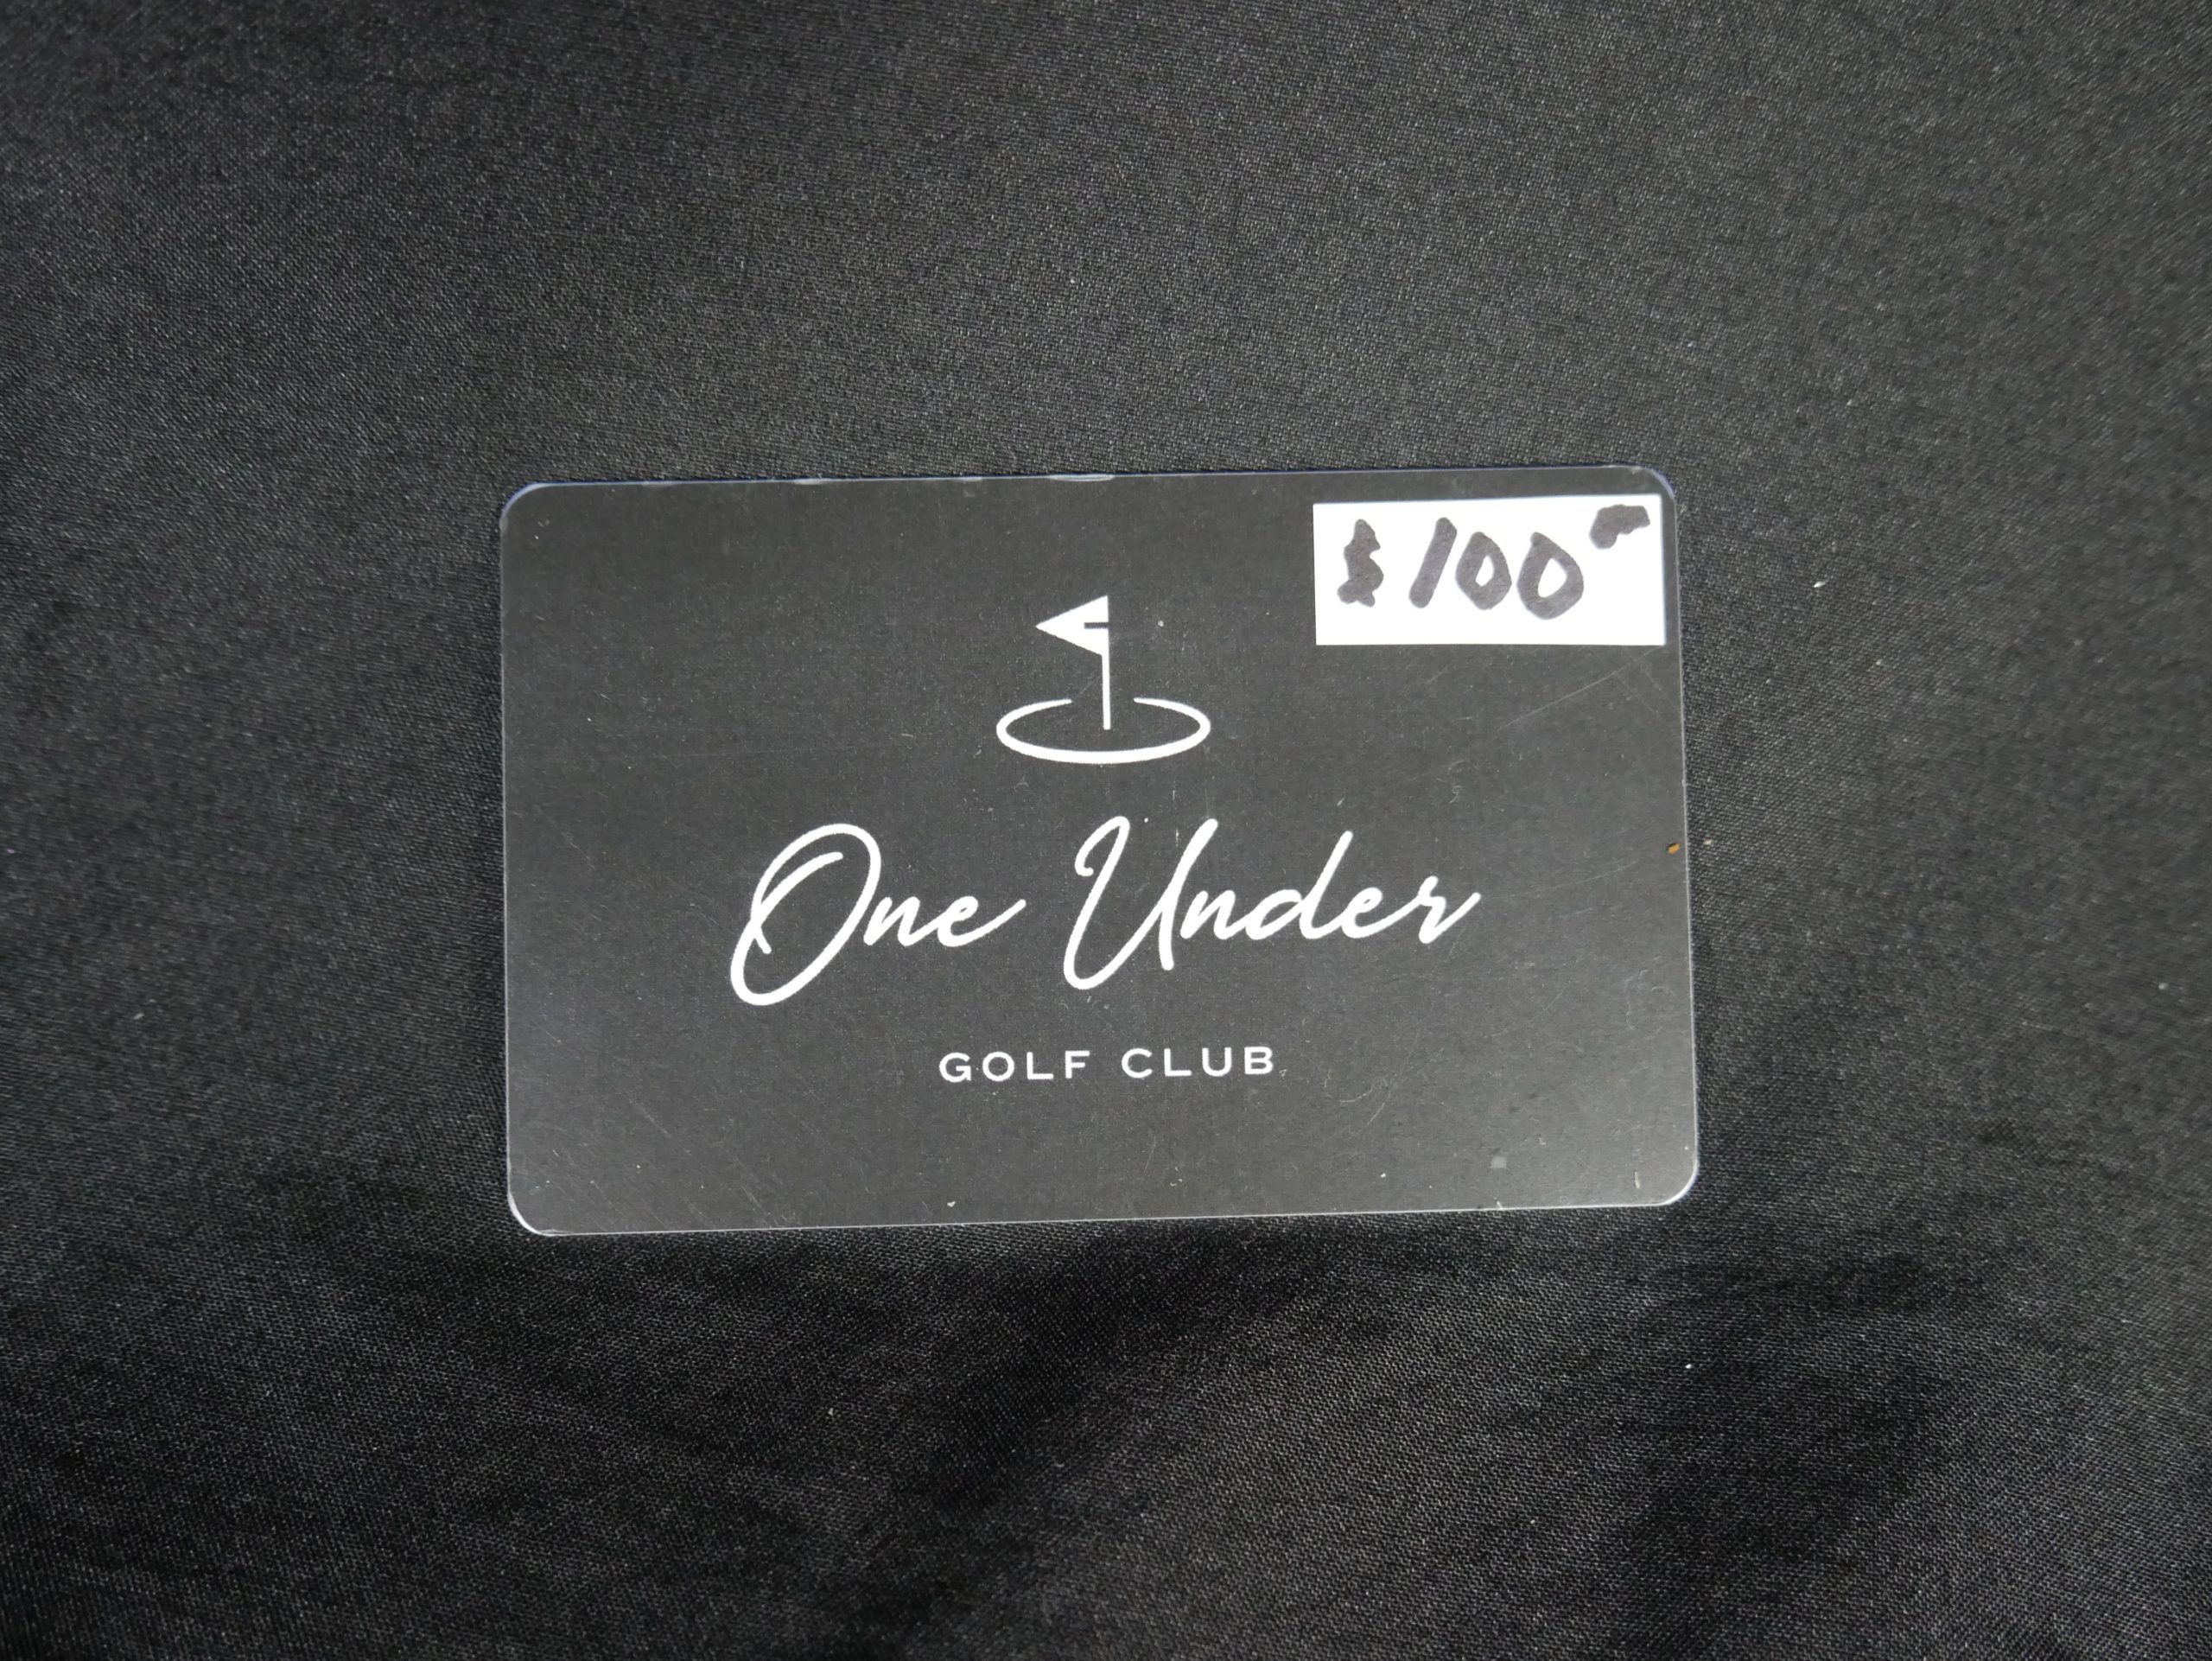 $100
One Under
GOLF CLUB